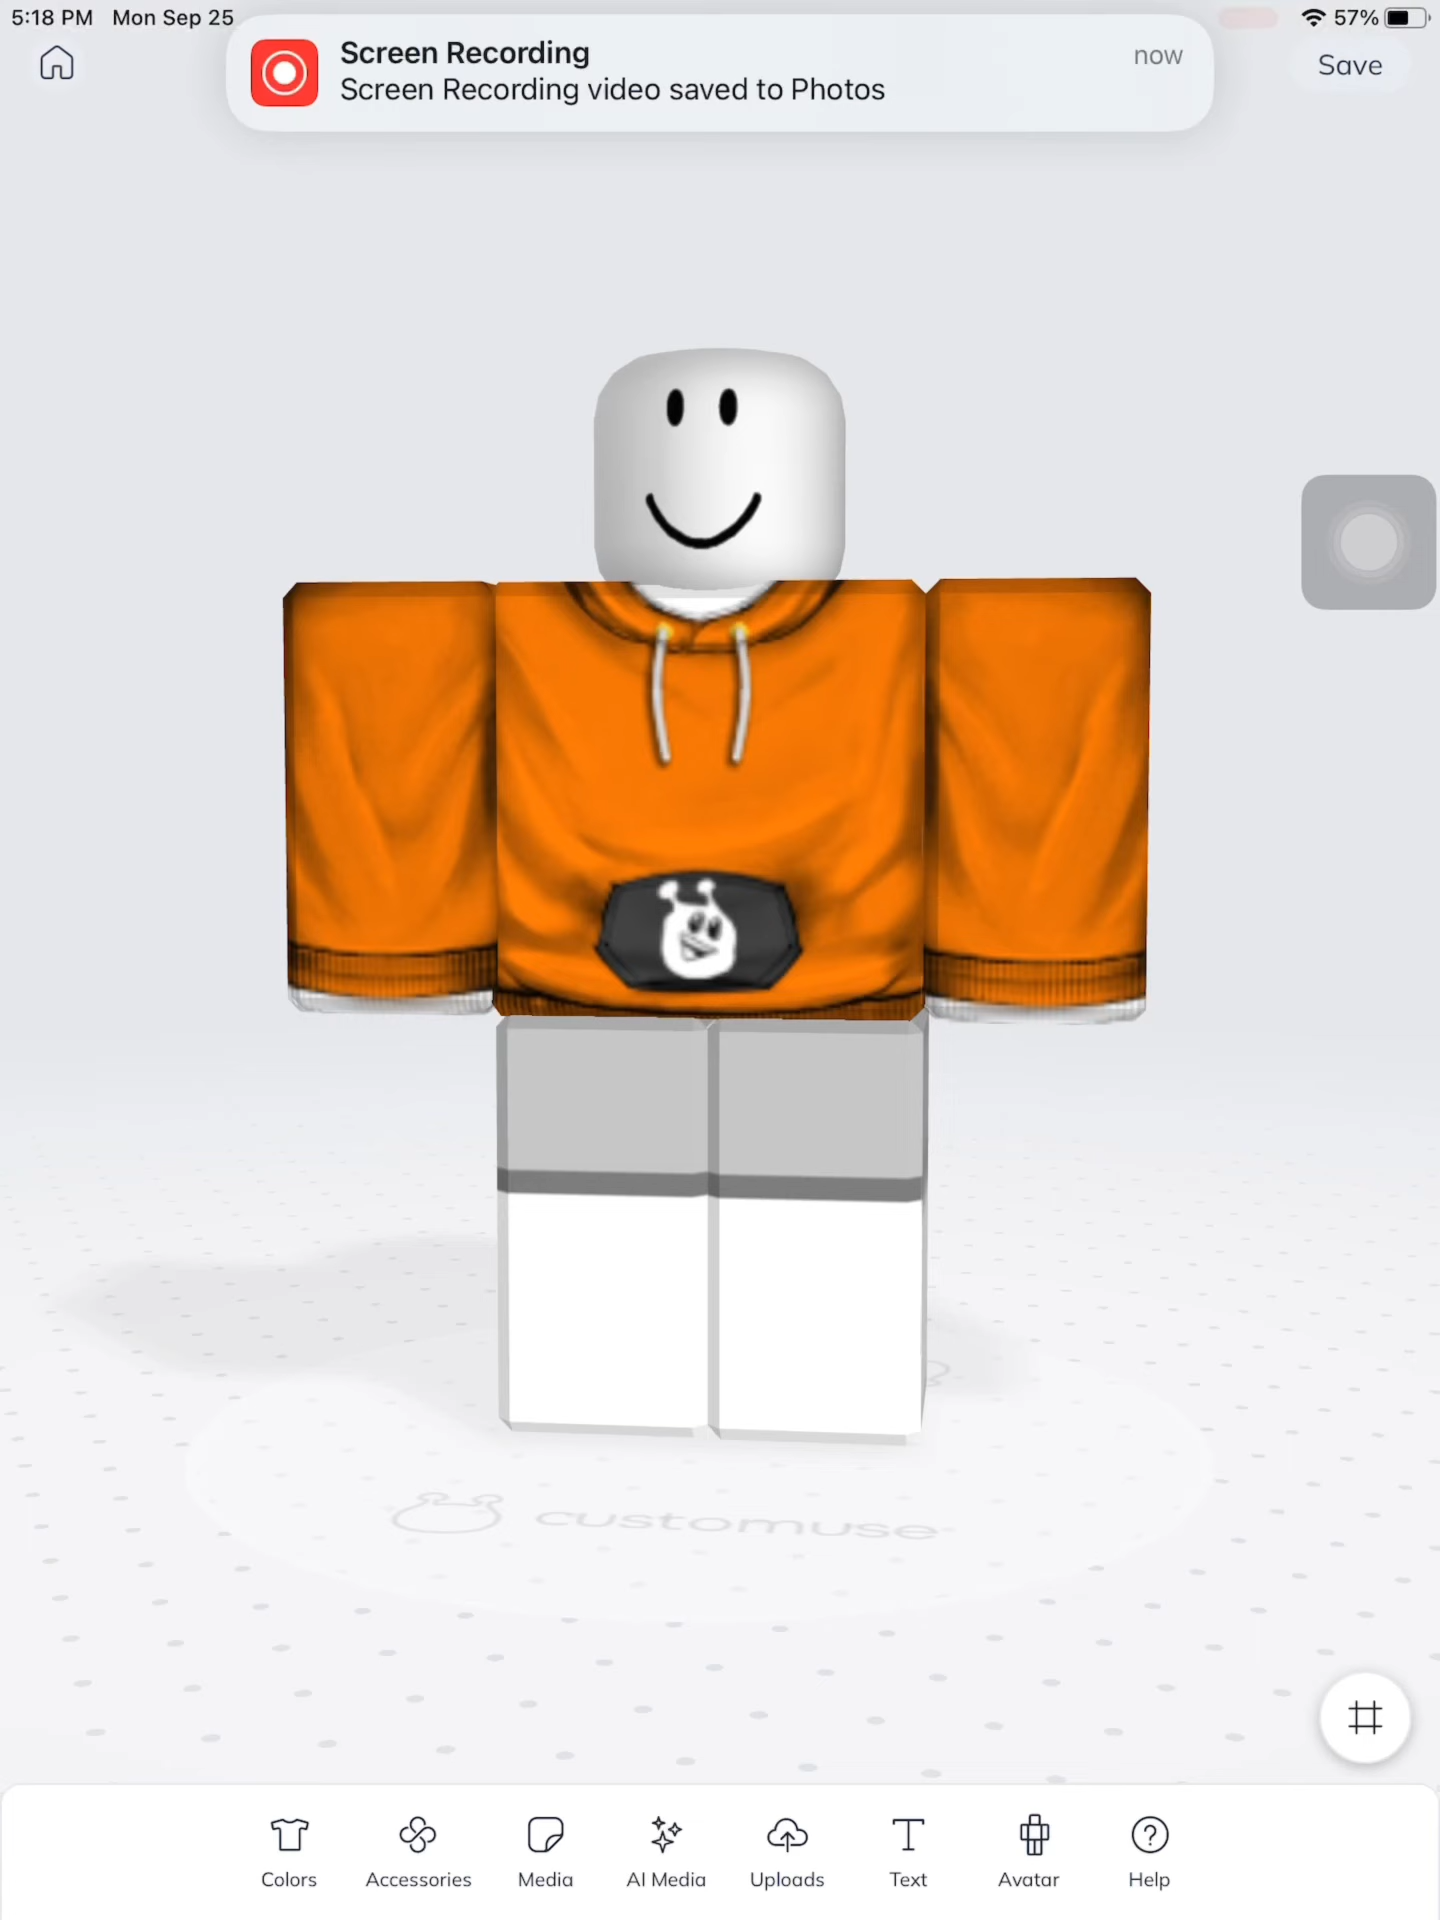 5:18 PM Mon Sep 25
57%
Screen Recording
now
Screen Recording video saved to Photos
Save
customuse
Colors
Accessories
Media
AI Media
Uploads
Text
Avatar
Help